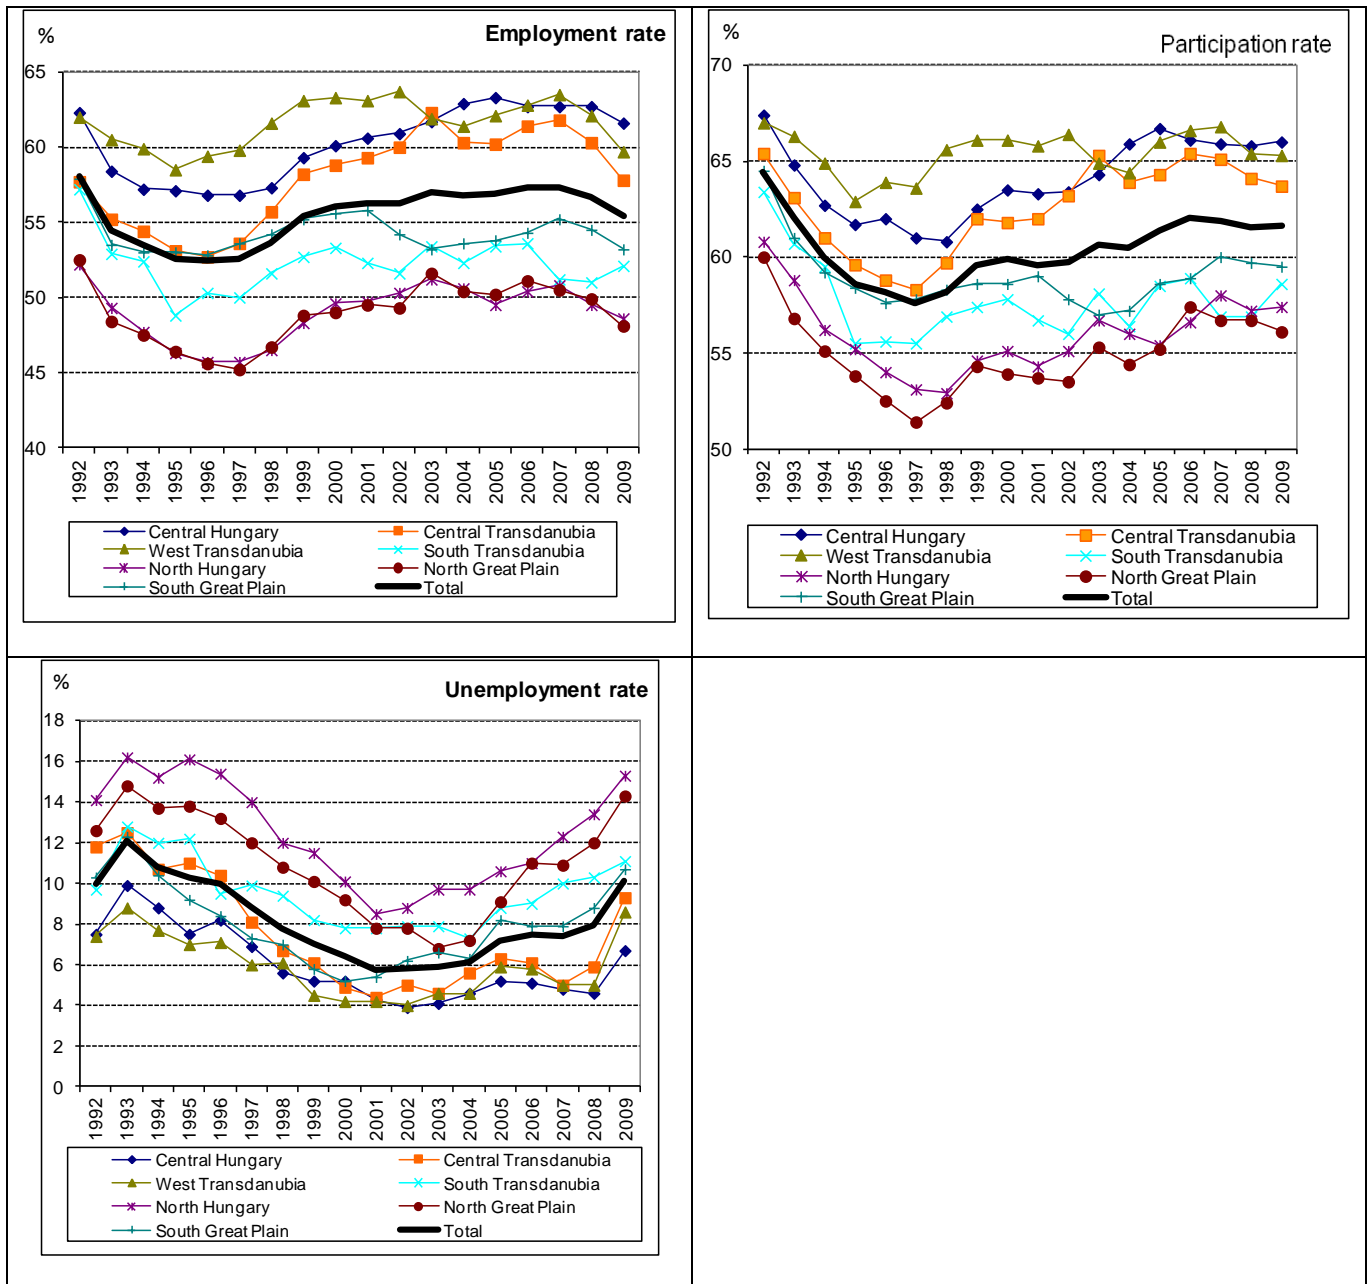 %
Employment rate
65
60
55
50
45
40
1992 1993 1994 1995 1996 1997 1998 1999 2000 2001 2002 2003 2004 2005 2006 2007 2008 2009
Central Hungary Central Transdanubia
West Transdanubia South Transdanubia
North Hungary North Great Plain
South Great Plain Total
%
Participation rate
70
65
60
55
50
1992 1993 1994 1995 1996 1997 1998 1999 2000 2001 2002 2003 2004 2005 2006 2007 2008 2009
Central Hungary Central Transdanubia
West Transdanubia South Transdanubia
North Hungary North Great Plain
South Great Plain Total
%
Unemployment rate
18
16
14
12
10
8
6
4
2
0
1992 1993 1994 1995 1996 1997 1998 1999 2000 2001 2002 2003 2004 2005 2006 2007 2008 2009
Central Hungary Central Transdanubia
West Transdanubia South Transdanubia
North Hungary North Great Plain
South Great Plain Total